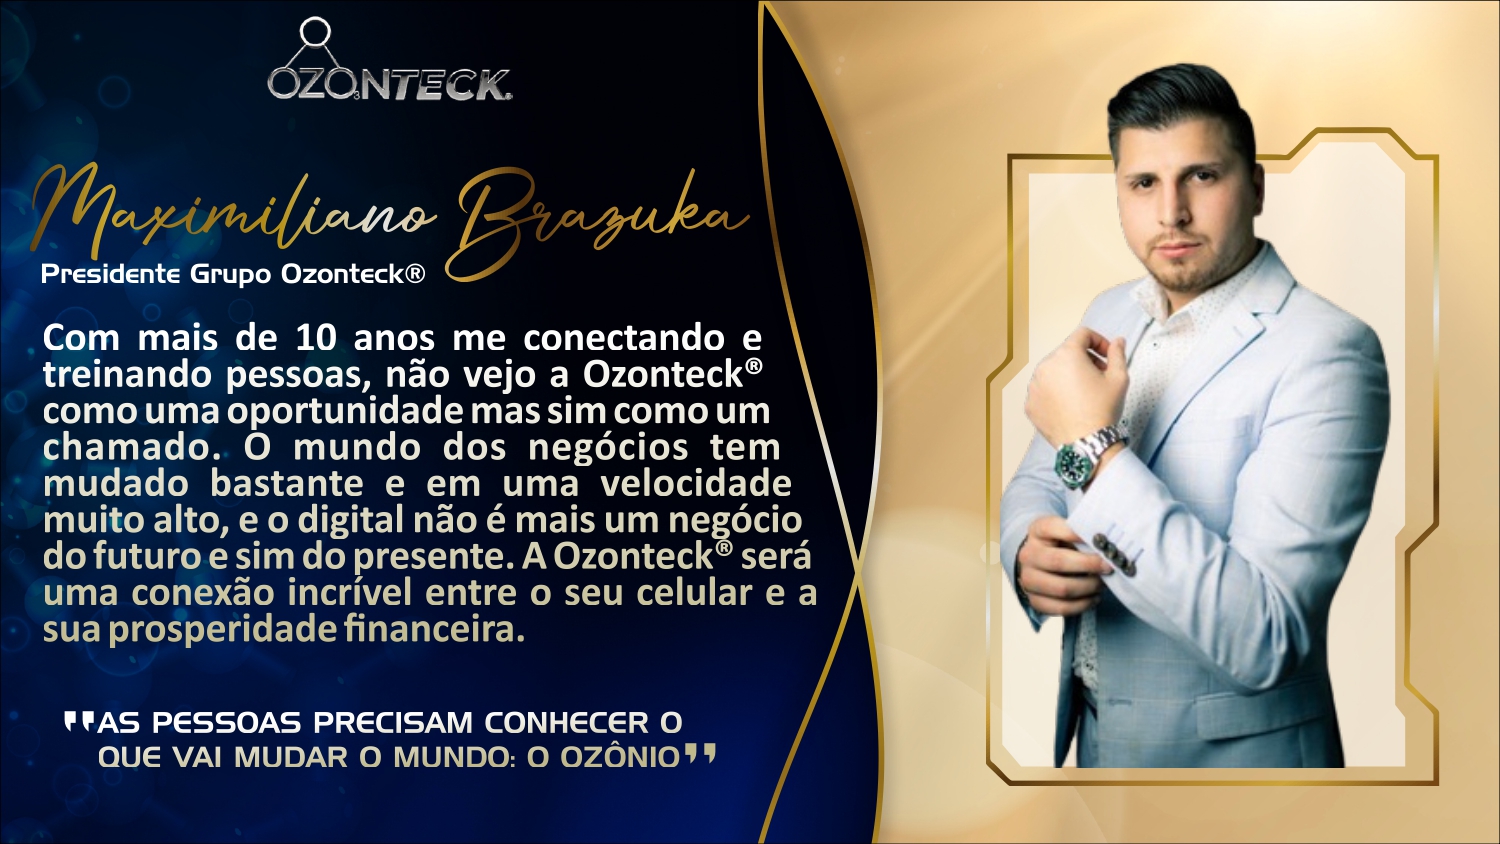 OZO₃NTECK®
Maximiliano Brazuka
Presidente Grupo Ozonteck®
Com mais de 10 anos me conectando e
treinando pessoas, não vejo a Ozonteck®
como uma oportunidade mas sim como um
chamado. O mundo dos negócios tem
mudado bastante e em uma velocidade
muito alto, e o digital não é mais um negócio
do futuro e sim do presente. A Ozonteck® será
uma conexão incrível entre o seu celular e a
sua prosperidade financeira.
"AS PESSOAS PRECISAM CONHECER O
QUE VAI MUDAR O MUNDO: O OZÔNIO"